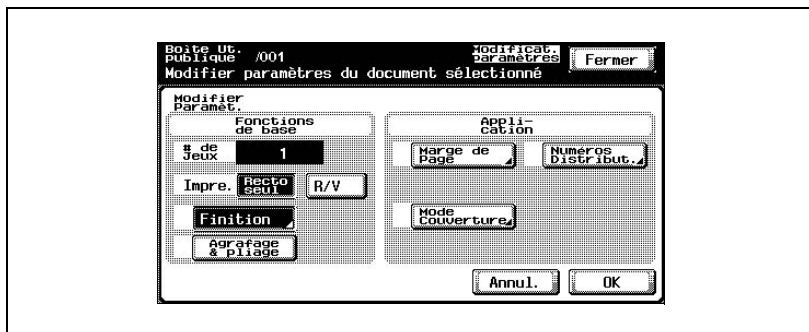 Boîte Ut.
publique /001
Modificat.
paramètres
Fermer
Modifier paramètres du document sélectionné
Modifier
Paramèt.
Fonctions
de base
Appli-
cation
# de
Jeux
1
Marge de
Page
Numéros
Distribut.
Impre.
Recto
seul
R/V
Finition
Mode
Couverture
Agrafage
& pliage
Annul.
OK